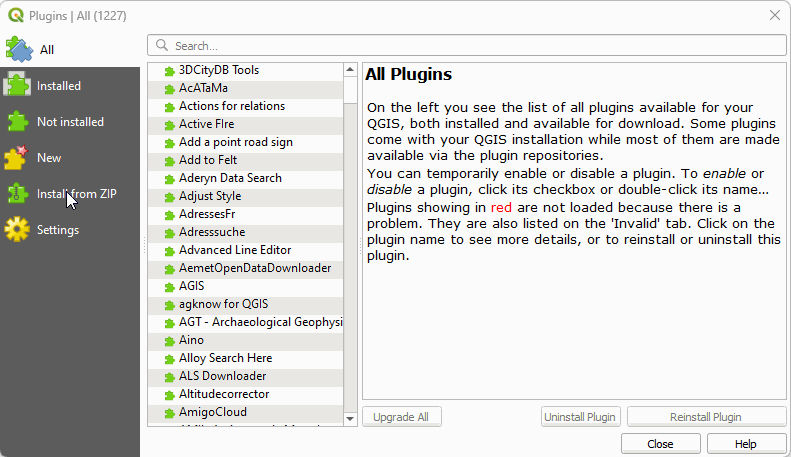 Plugins | All (1227)
All
Installed
Not installed
New
Install from ZIP
Settings
Search...
3DCityDB Tools
AcATaMa
Actions for relations
Active FIre
Add a point road sign
Add to Felt
Aderyn Data Search
Adjust Style
AdressesFr
Adresssuche
Advanced Line Editor
AemetOpenDataDownloader
AGIS
agknow for QGIS
AGT - Archaeological Geophysi
Aino
Alloy Search Here
ALS Downloader
Altitudecorrector
AmigoCloud
All Plugins
On the left you see the list of all plugins available for your
QGIS, both installed and available for download. Some plugins
come with your QGIS installation while most of them are made
available via the plugin repositories.
You can temporarily enable or disable a plugin. To enable or
disable a plugin, click its checkbox or double-click its name...
Plugins showing in red are not loaded because there is a
problem. They are also listed on the 'Invalid' tab. Click on the
plugin name to see more details, or to reinstall or uninstall this
plugin.
Upgrade All
Uninstall Plugin
Reinstall Plugin
Close
Help